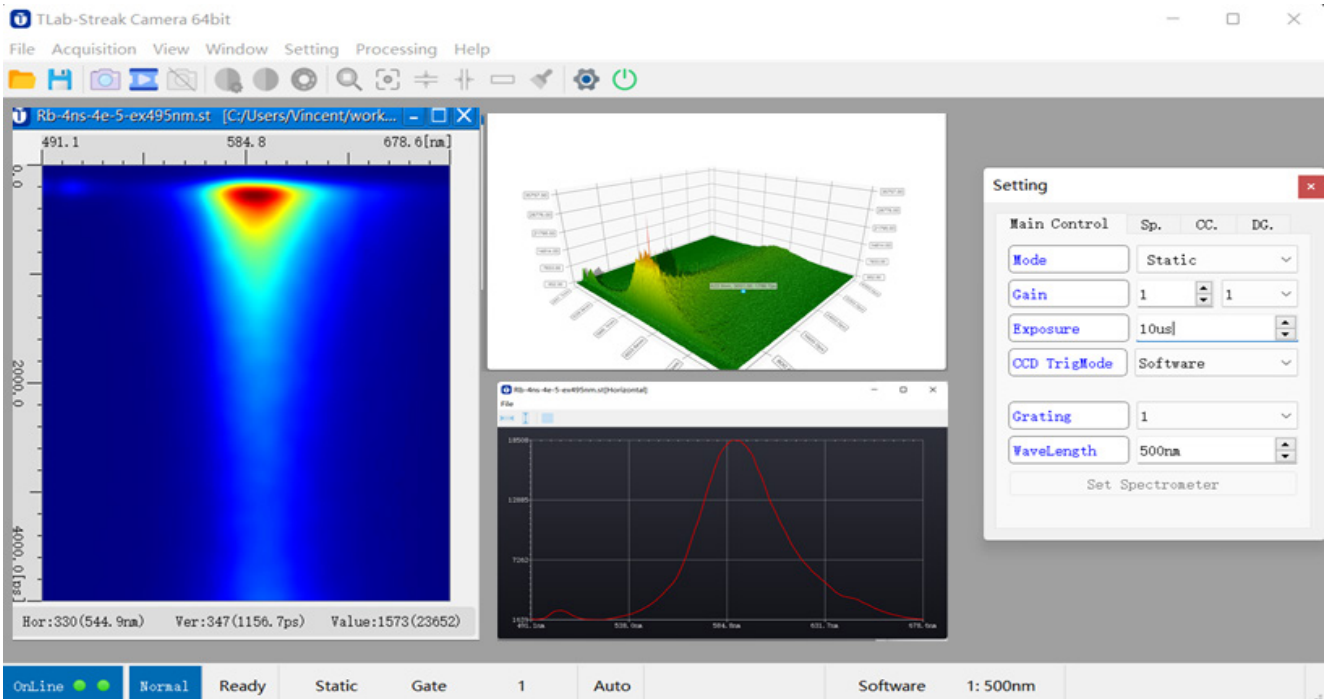 TLab-Streak Camera 64bit
File Acquisition View Window Setting Processing Help
Rb-4ns-4e-5-ex495nm.st [C:/Users/Vincent/work...
491.1 584.8 678.6[nm]
0.0
2000.0
4000.0[ps]
Hor:330(544.9nm) Ver:347(1156.7ps) Value:1573(23652)
Rb-4ns-4e-5-ex495nm.st[Horizontal]
File
18508
12885
7262
1639
491.1nm 538.0nm 584.8nm 631.7nm 678.6nm
Setting
Main Control Sp. CC. DG.
Mode Static
Gain 1 1
Exposure 10us
CCD TrigMode Software
Grating 1
WaveLength 500nm
Set Spectrometer
OnLine Normal Ready Static Gate 1 Auto Software 1: 500nm